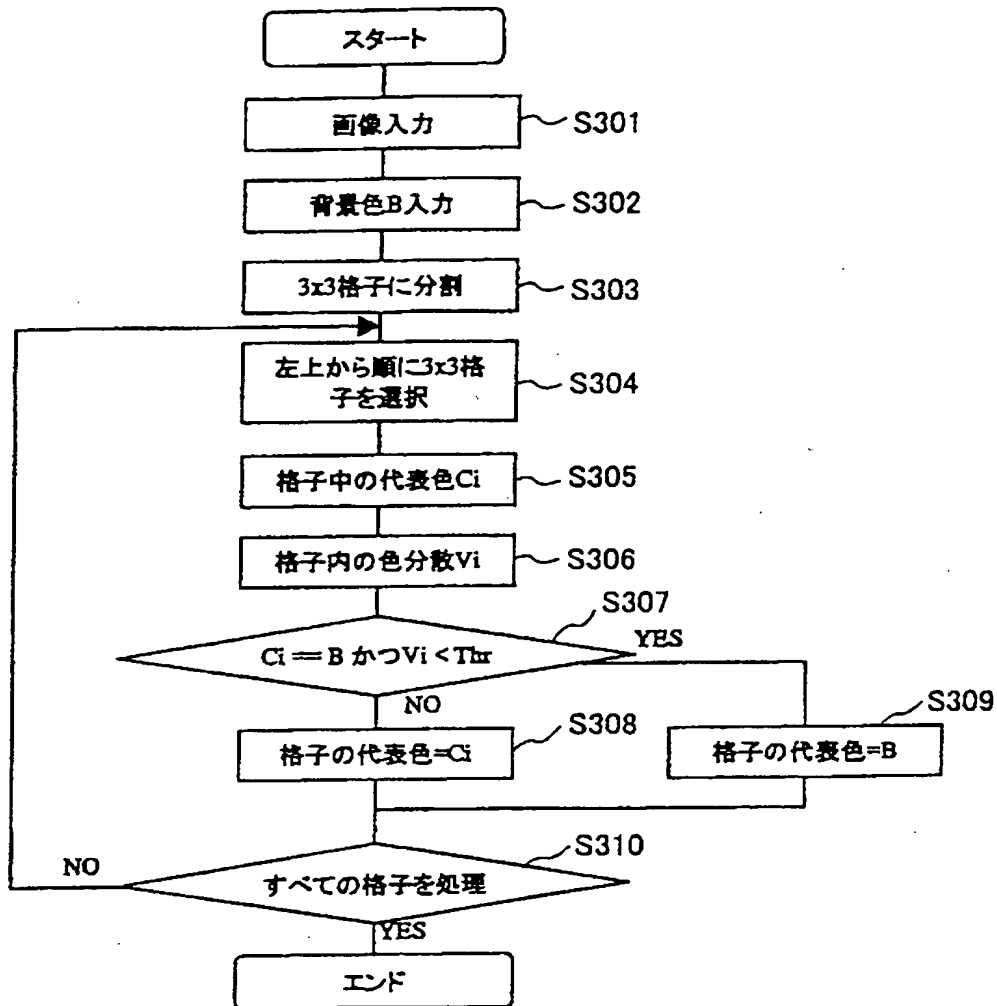 スタート
画像入力
S301
背景色B入力
S302
3x3格子に分割
S303
左上から順に3x3格
子を選択
S304
格子中の代表色Ci
S305
格子内の色分散Vi
S306
S307
Ci == B かつVi < Thr
YES
NO
格子の代表色=Ci
S308
S309
格子の代表色=B
S310
NO
すべての格子を処理
YES
エンド